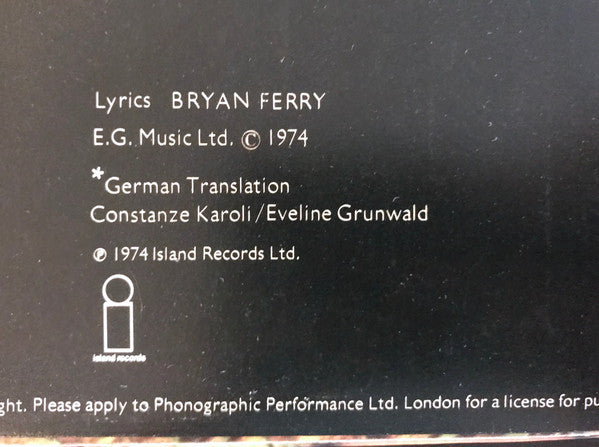 Lyrics BRYAN FERRY
E.G. Music Ltd. © 1974
*German Translation
Constanze Karoli/Eveline Grunwald
℗ 1974 Island Records Ltd.
island records
ght. Please apply to Phonographic Performance Ltd. London for a license for pu